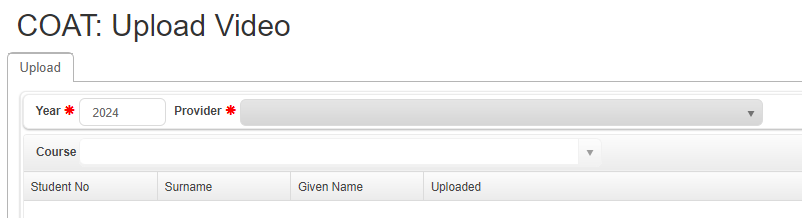 COAT: Upload Video
Upload
Year * 2024 Provider *
Course
Student No Surname Given Name Uploaded